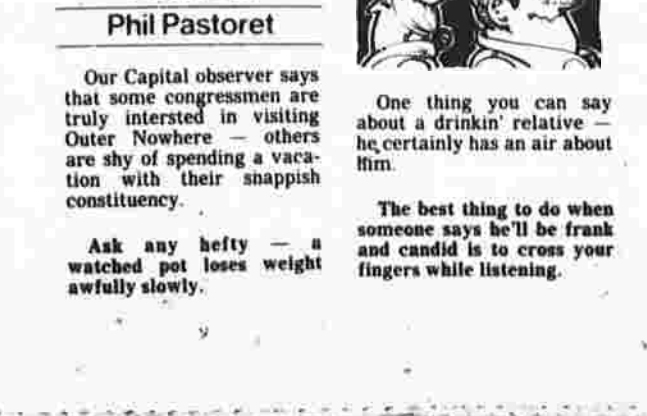 Phil Pastoret
Our Capital observer says
that some congressmen are
truly intersted in visiting
Outer Nowhere — others
are shy of spending a vaca-
tion with their snappish
constituency.
Ask any hefty — a
watched pot loses weight
awfully slowly.
One thing you can say
about a drinkin' relative —
he certainly has an air about
him.
The best thing to do when
someone says he'll be frank
and candid is to cross your
fingers while listening.